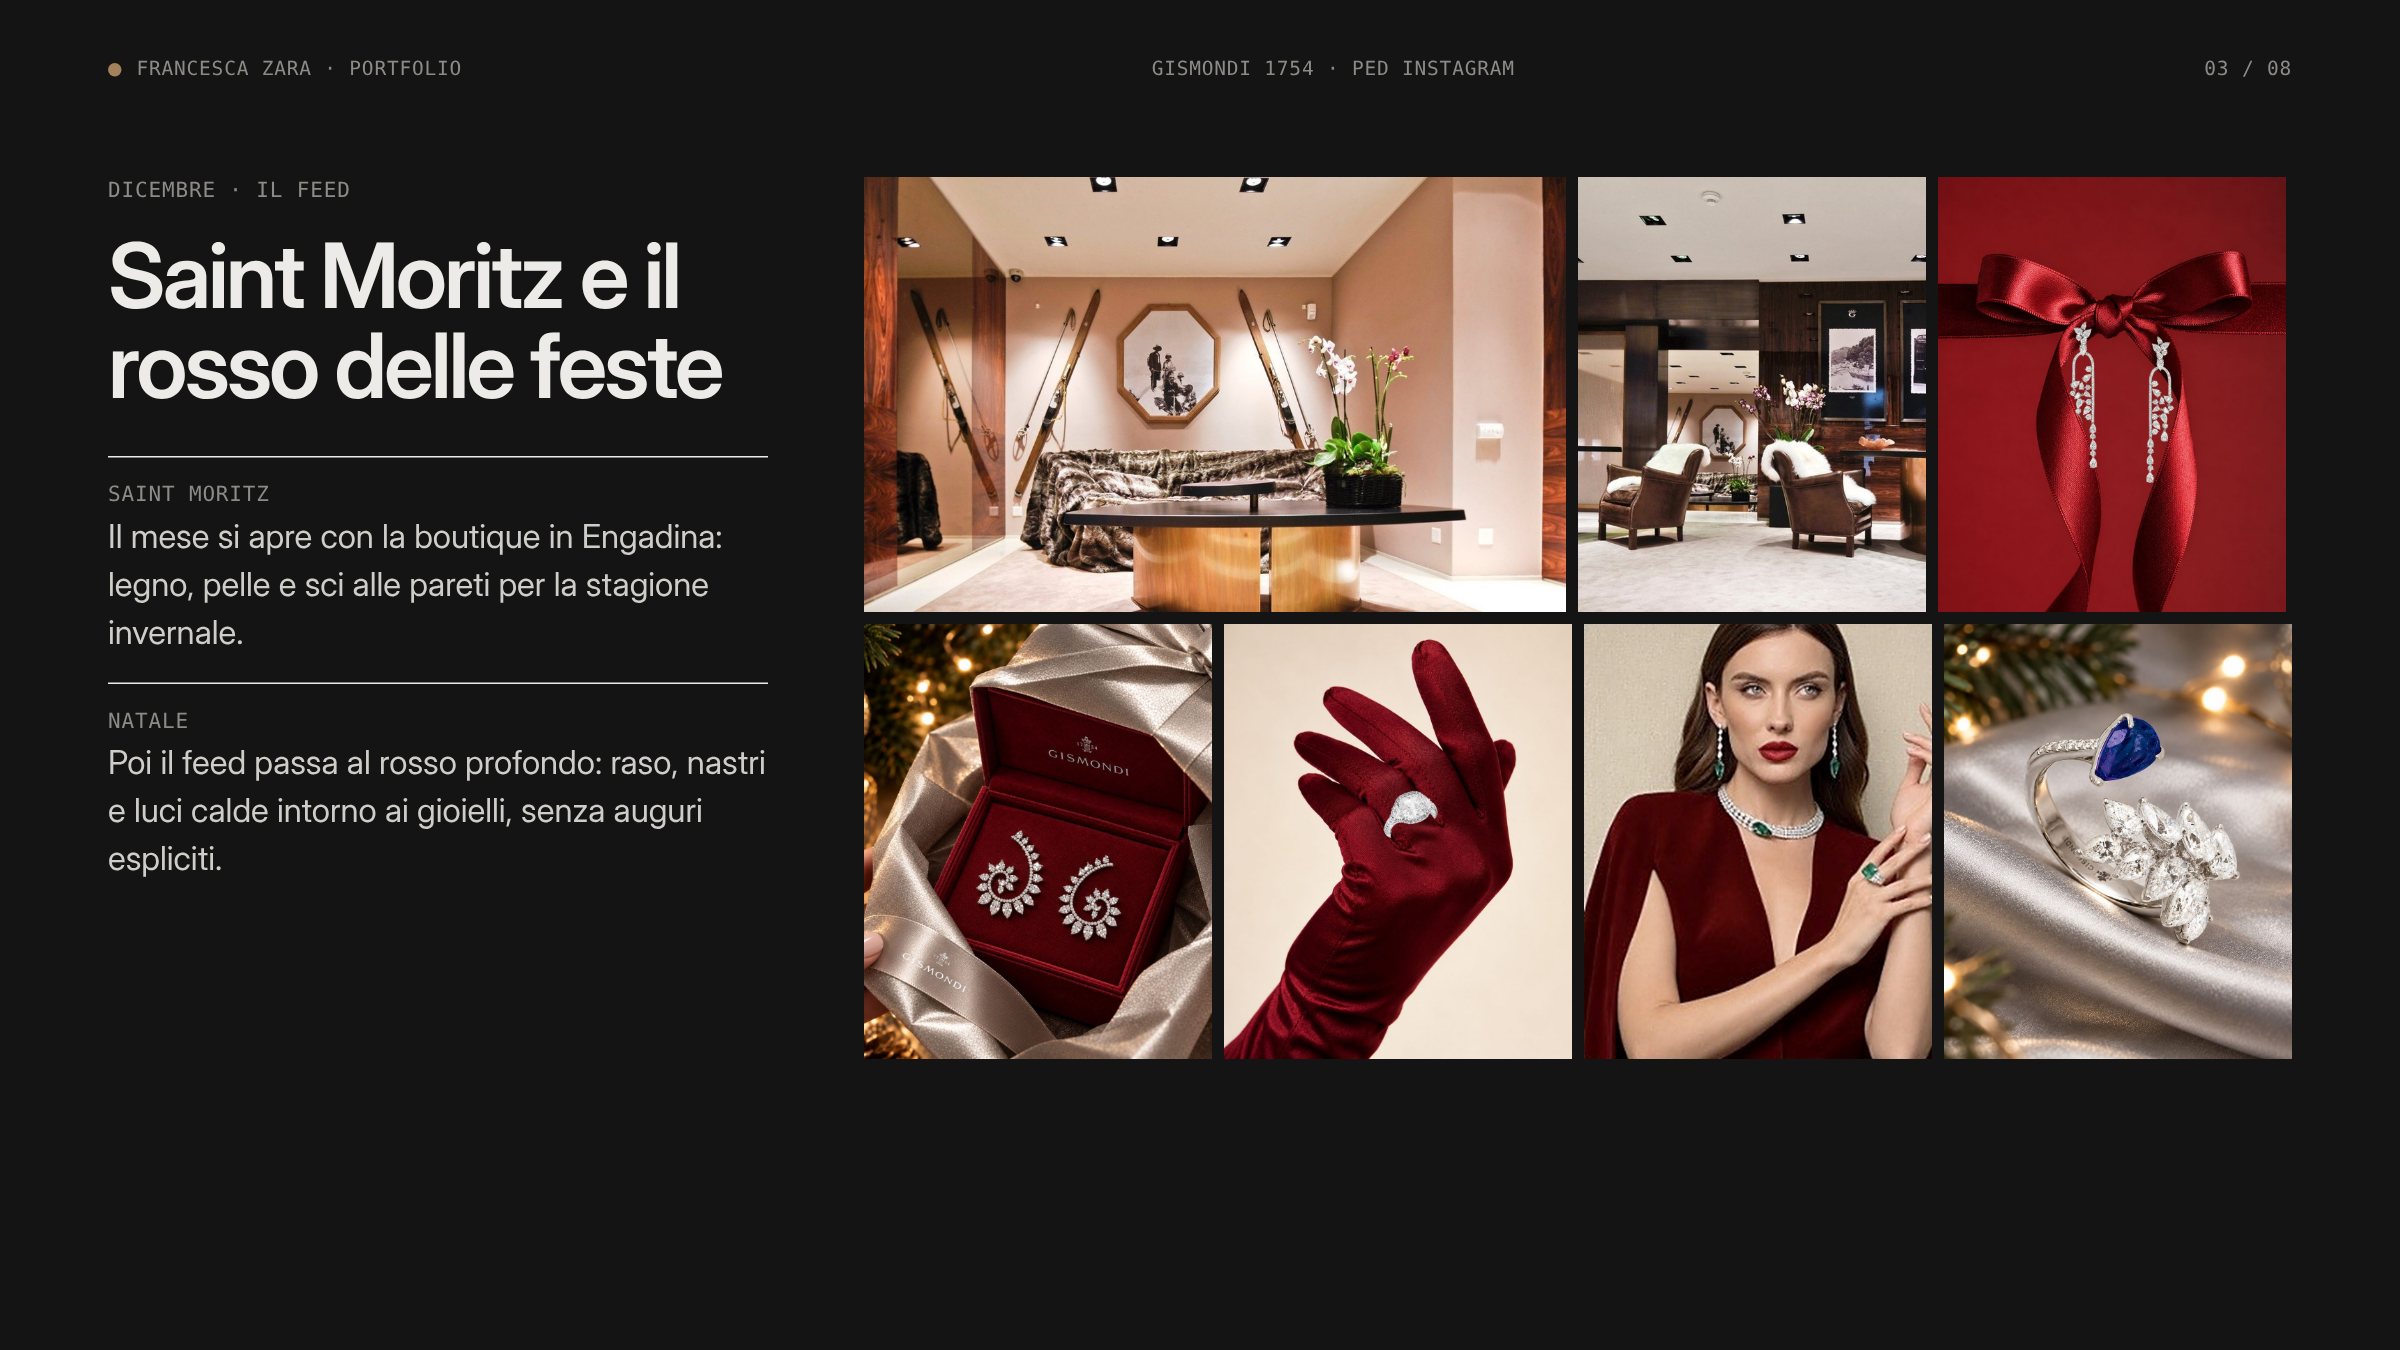 FRANCESCA ZARA · PORTFOLIO
GISMONDI 1754 · PED INSTAGRAM
03 / 08
DICEMBRE · IL FEED
Saint Moritz e il
rosso delle feste
SAINT MORITZ
Il mese si apre con la boutique in Engadina:
legno, pelle e sci alle pareti per la stagione
invernale.
NATALE
Poi il feed passa al rosso profondo: raso, nastri
e luci calde intorno ai gioielli, senza auguri
espliciti.
GISMONDI
GISMONDI